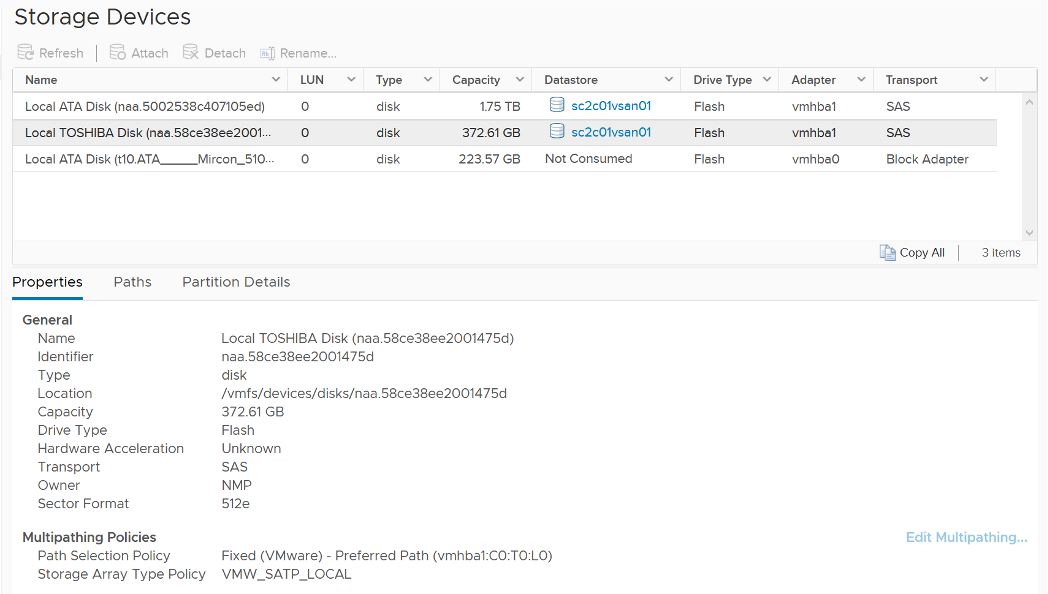 Storage Devices
Refresh | Attach Detach Rename...
Name LUN Type Capacity Datastore Drive Type Adapter Transport
Local ATA Disk (naa.5002538c407105ed) 0 disk 1.75 TB sc2c01vsan01 Flash vmhba1 SAS
Local TOSHIBA Disk (naa.58ce38ee2001... 0 disk 372.61 GB sc2c01vsan01 Flash vmhba1 SAS
Local ATA Disk (t10.ATA_____Mircon_510... 0 disk 223.57 GB Not Consumed Flash vmhba0 Block Adapter
Copy All | 3 items
Properties Paths Partition Details
General
Name Local TOSHIBA Disk (naa.58ce38ee2001475d)
Identifier naa.58ce38ee2001475d
Type disk
Location /vmfs/devices/disks/naa.58ce38ee2001475d
Capacity 372.61 GB
Drive Type Flash
Hardware Acceleration Unknown
Transport SAS
Owner NMP
Sector Format 512e
Multipathing Policies Edit Multipathing...
Path Selection Policy Fixed (VMware) - Preferred Path (vmhba1:C0:T0:L0)
Storage Array Type Policy VMW_SATP_LOCAL